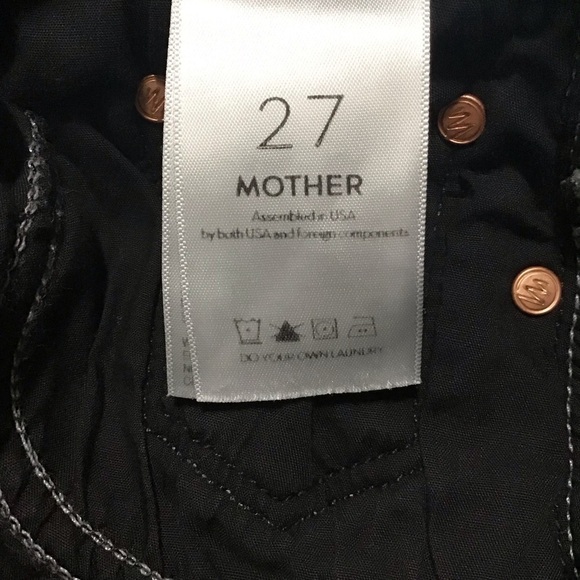 27
MOTHER
Assembled in USA
by both USA and foreign components
DO YOUR OWN LAUNDRY